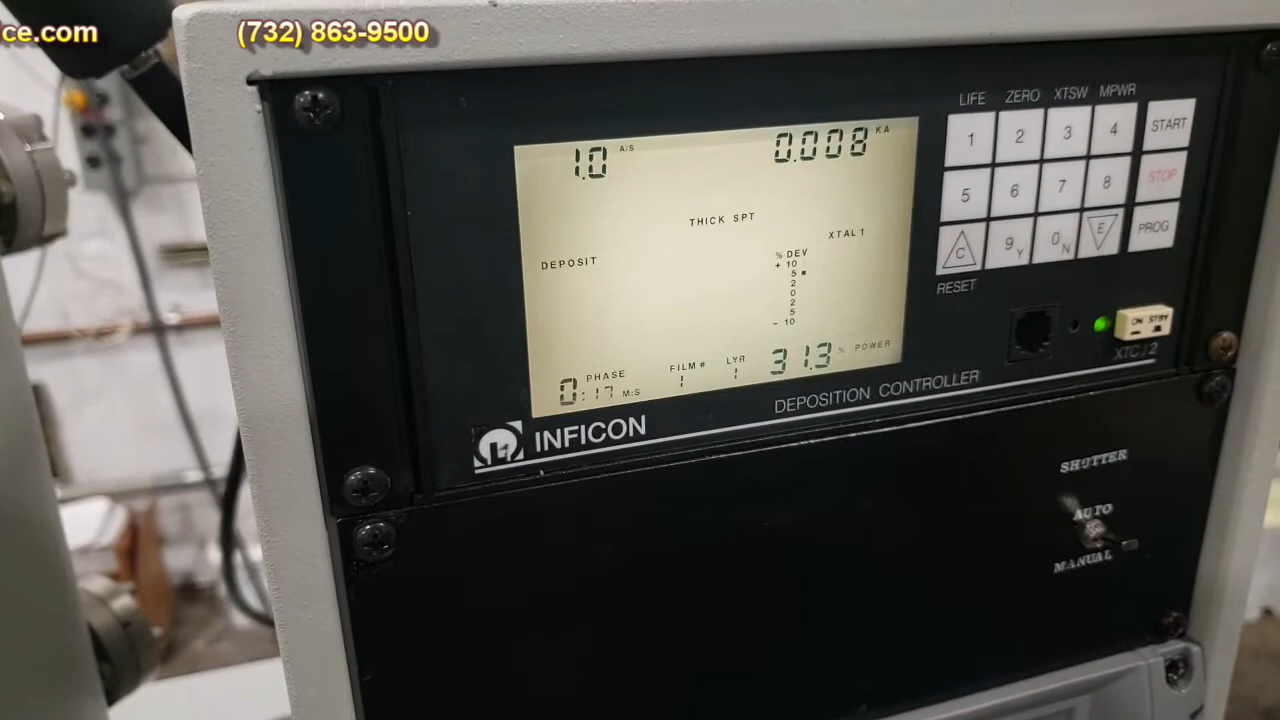 ce.com
(732) 863-9500
LIFE ZERO XTSW MPWR
1 2 3 4 START
5 6 7 8 STOP
C 9Y 0N E PROG
RESET
1.0 A/S
0.008 KA
THICK SPT
XTAL 1
DEPOSIT
% DEV
+ 10
5
2
0
2
5
- 10
PHASE
0:17 M:S
FILM #
1
LYR
1
31.3 % POWER
ON STBY
XTC/2
INFICON
DEPOSITION CONTROLLER
SHUTTER
AUTO
MANUAL